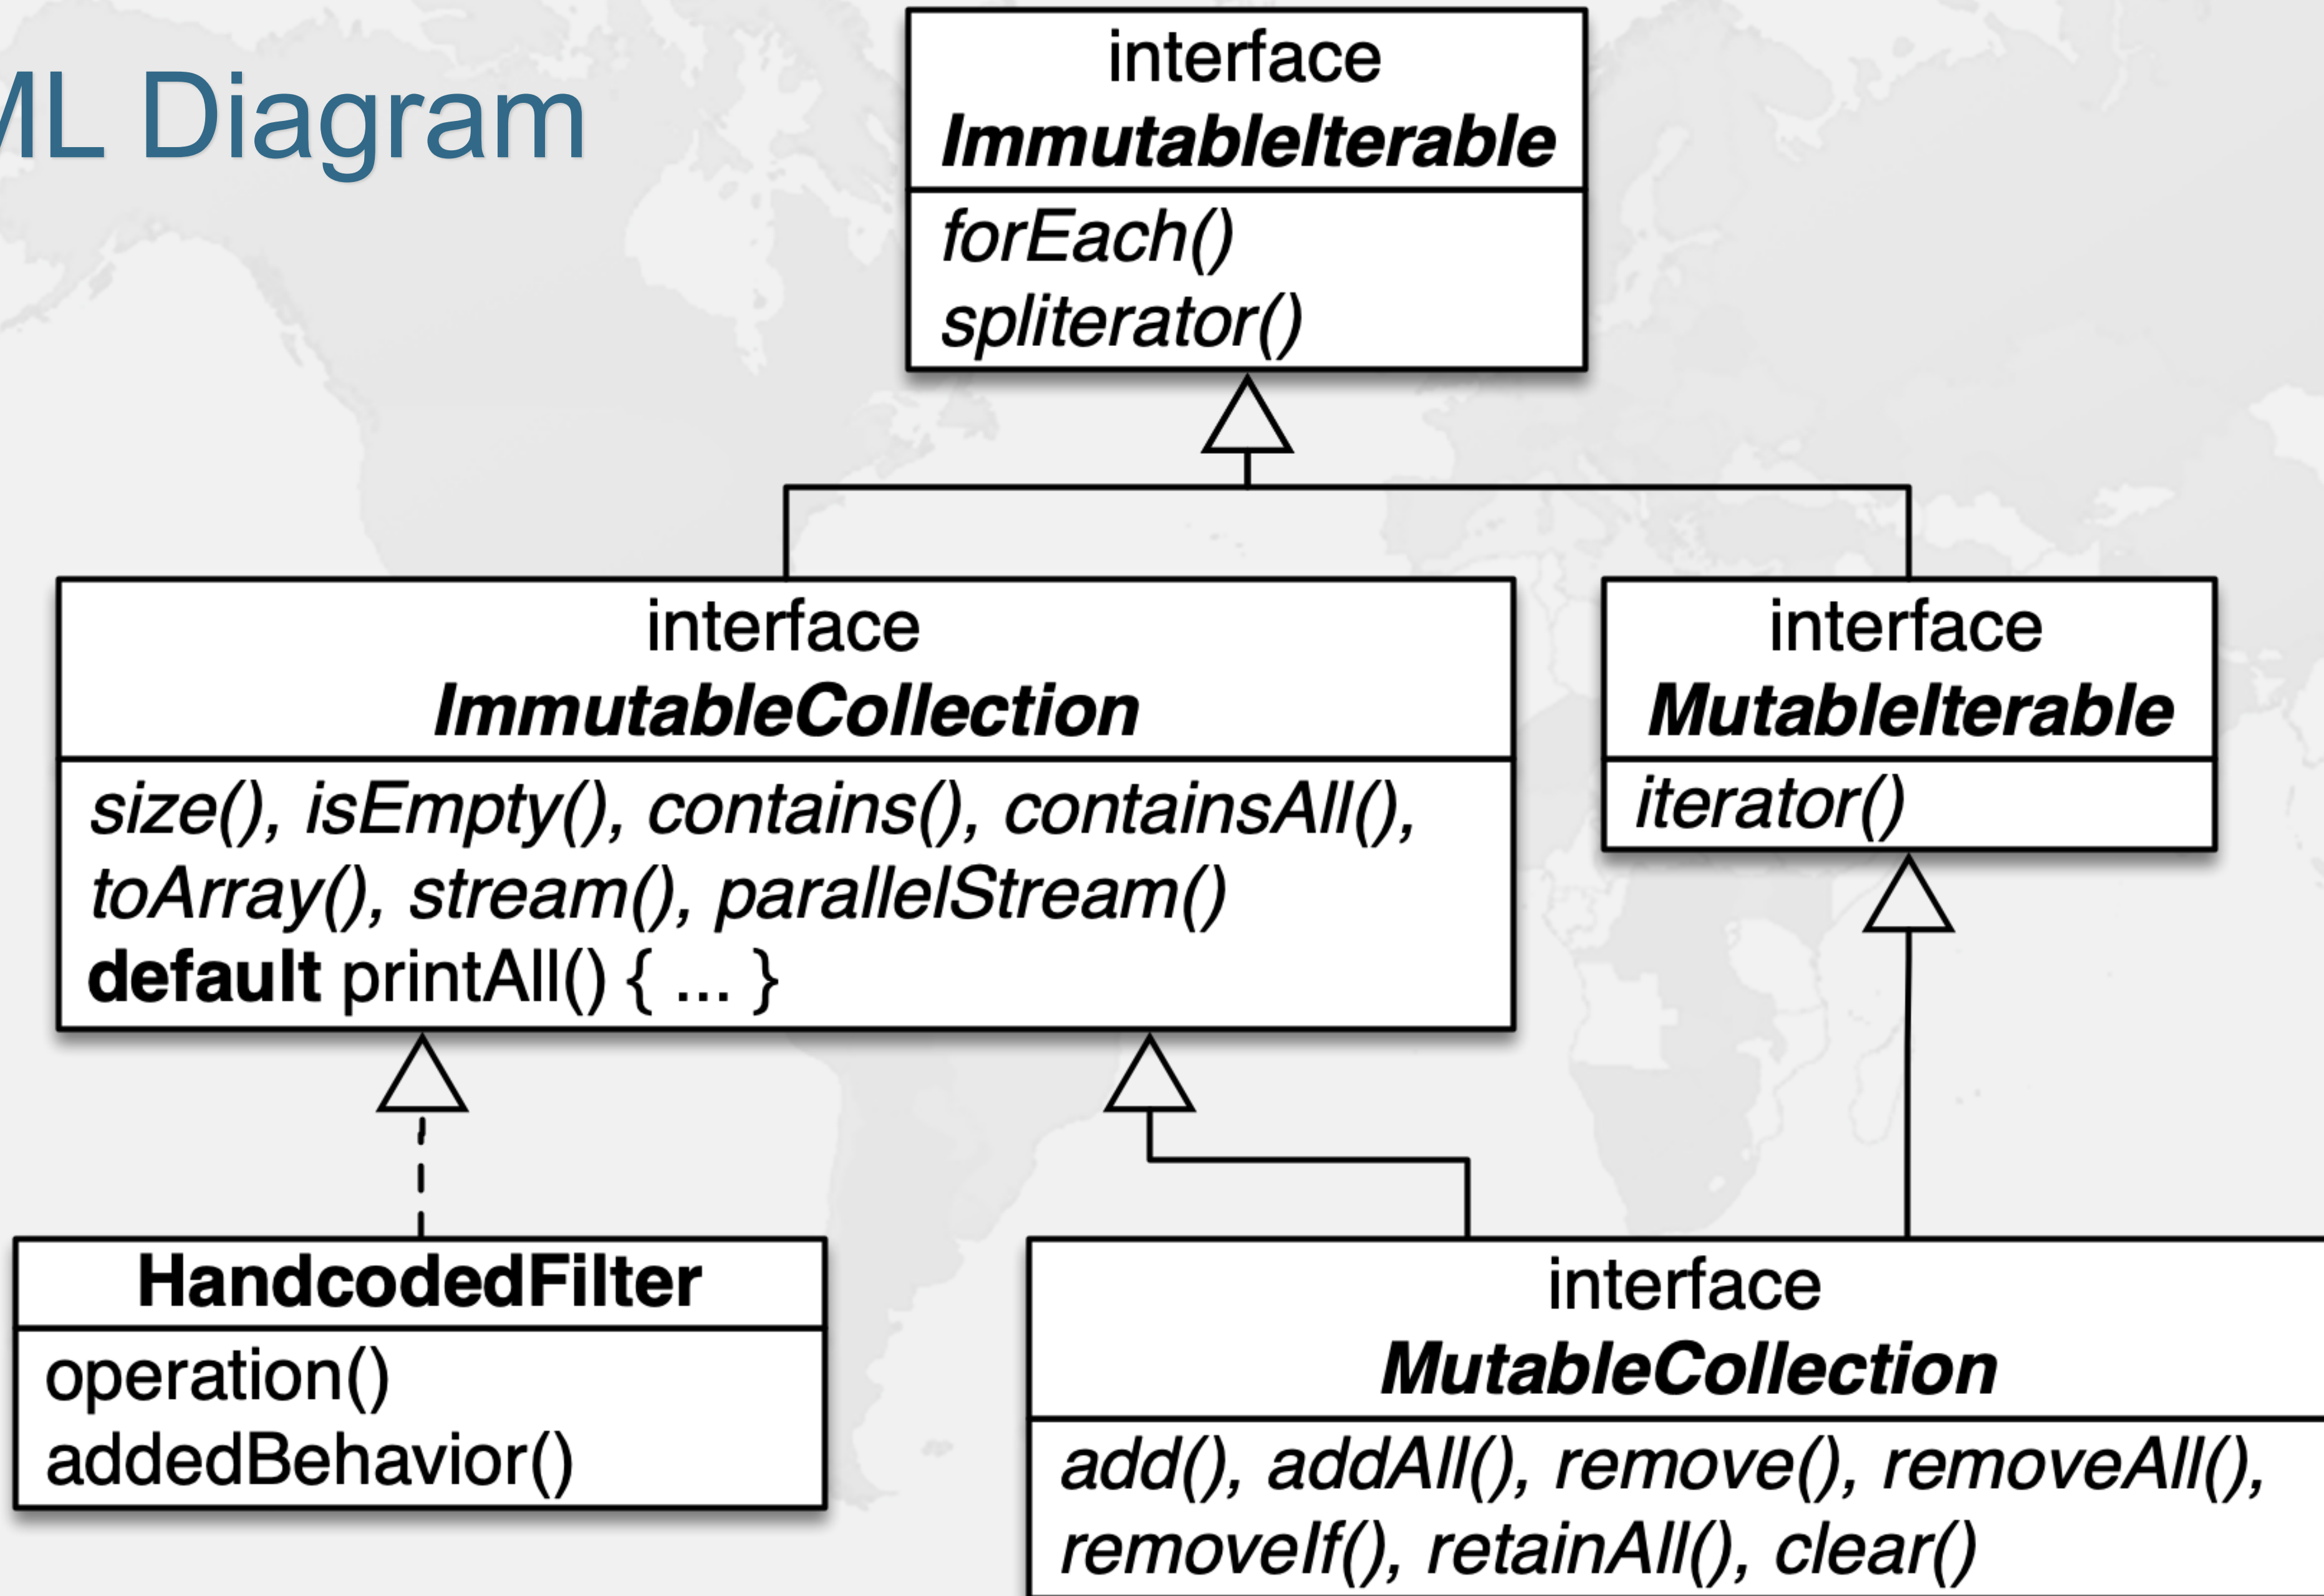 ML Diagram
interface
ImmutableIterable
forEach()
spliterator()
interface
ImmutableCollection
size(), isEmpty(), contains(), containsAll(),
toArray(), stream(), parallelStream()
default printAll() { ... }
interface
MutableIterable
iterator()
HandcodedFilter
operation()
addedBehavior()
interface
MutableCollection
add(), addAll(), remove(), removeAll(),
removeIf(), retainAll(), clear()